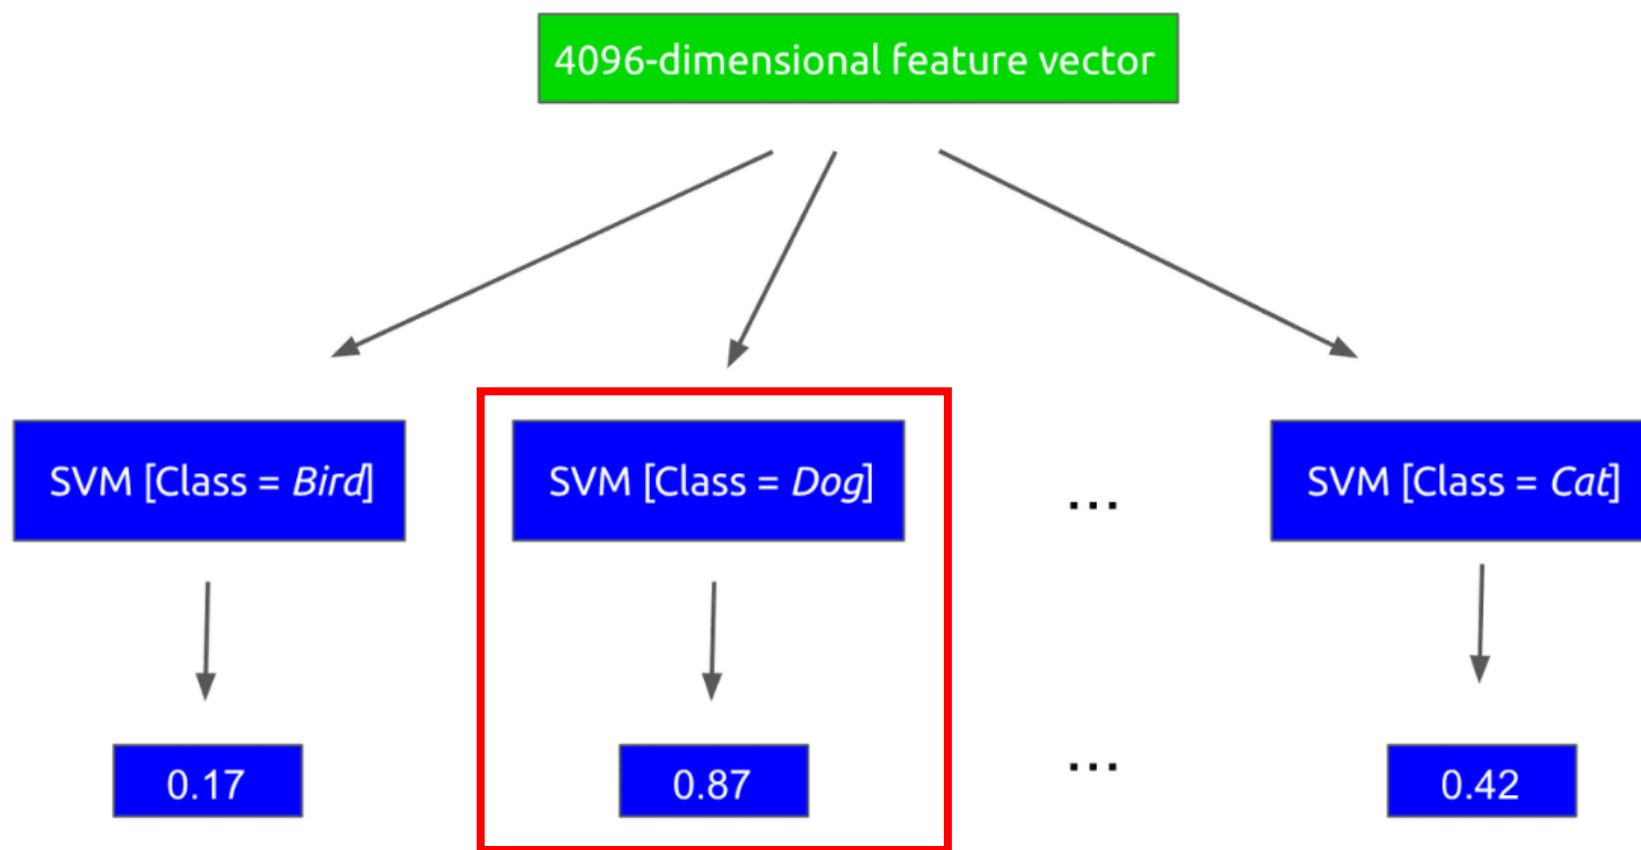 4096-dimensional feature vector
SVM [Class = Bird]
SVM [Class = Dog]
...
SVM [Class = Cat]
0.17
0.87
...
0.42